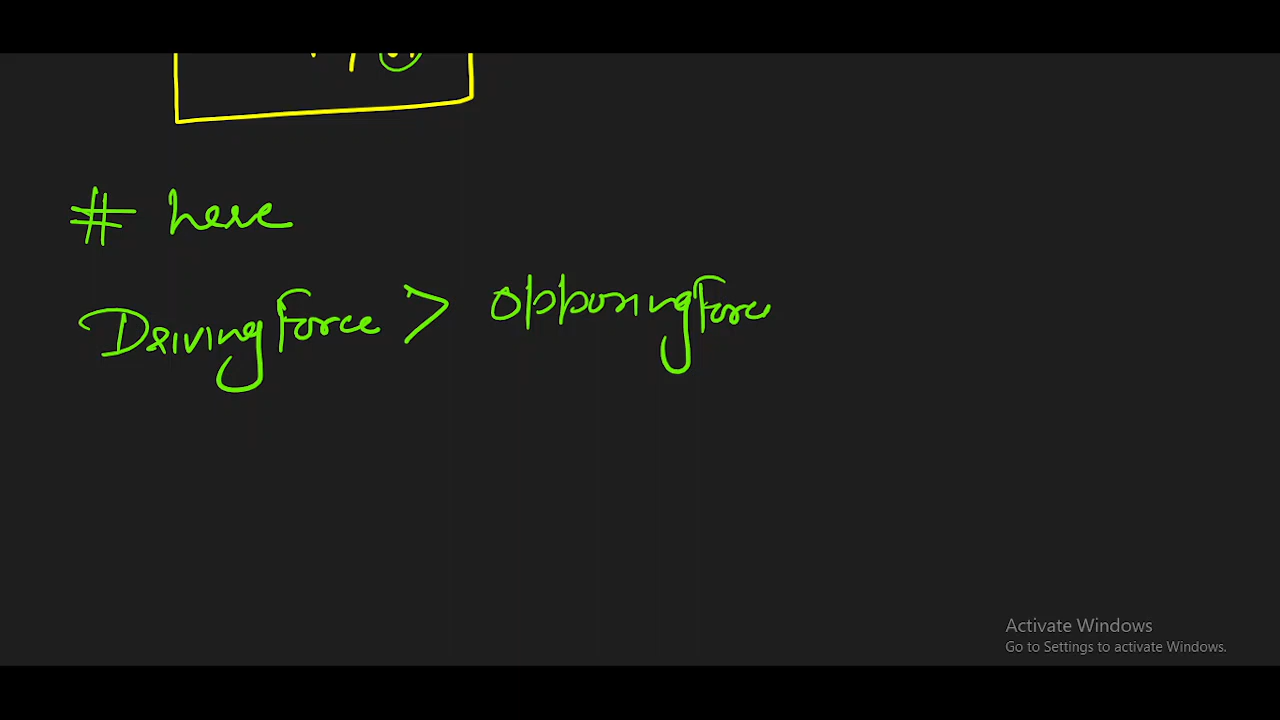 # here
Driving Force > Opposing Force
Activate Windows
Go to Settings to activate Windows.